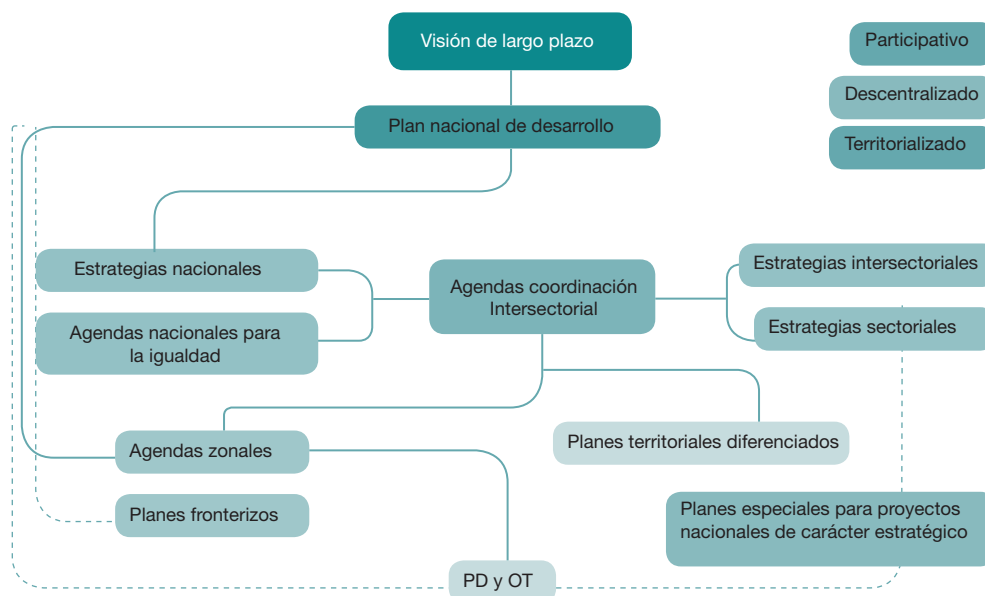 Visión de largo plazo
Participativo
Descentralizado
Plan nacional de desarrollo
Territorializado
Estrategias nacionales
Agendas coordinación
Intersectorial
Estrategias intersectoriales
Agendas nacionales para
la igualdad
Estrategias sectoriales
Agendas zonales
Planes territoriales diferenciados
Planes fronterizos
Planes especiales para proyectos
nacionales de carácter estratégico
PD y OT